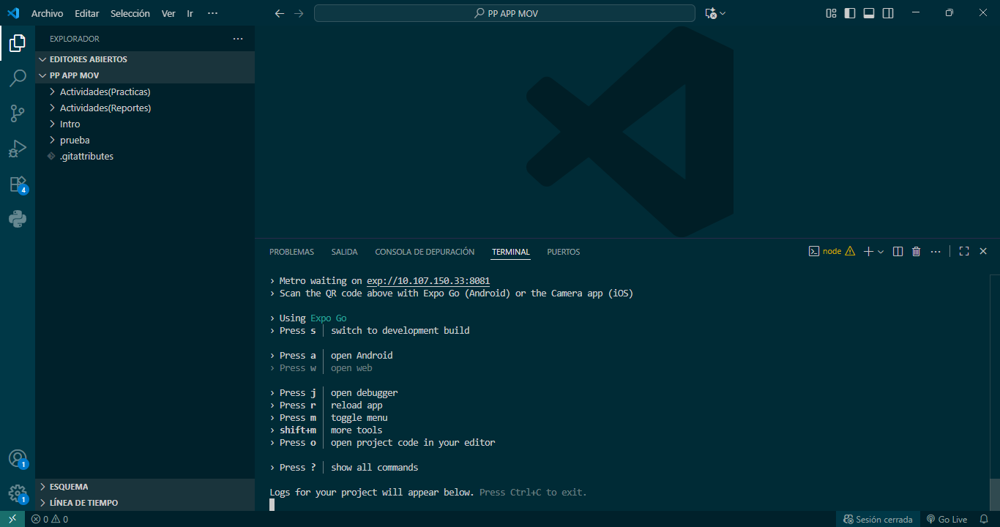 Archivo Editar Selección Ver Ir ···
PP APP MOV
EXPLORADOR
EDITORES ABIERTOS
PP APP MOV
Actividades(Practicas)
Actividades(Reportes)
Intro
prueba
.gitattributes
4
1
1
ESQUEMA
LÍNEA DE TIEMPO
PROBLEMAS SALIDA CONSOLA DE DEPURACIÓN TERMINAL PUERTOS
node
› Metro waiting on exp://10.107.150.33:8081
› Scan the QR code above with Expo Go (Android) or the Camera app (iOS)
› Using Expo Go
› Press s │ switch to development build
› Press a │ open Android
› Press w │ open web
› Press j │ open debugger
› Press r │ reload app
› Press m │ toggle menu
› shift+m │ more tools
› Press o │ open project code in your editor
› Press ? │ show all commands
Logs for your project will appear below. Press Ctrl+C to exit.
0 0
Sesión cerrada Go Live